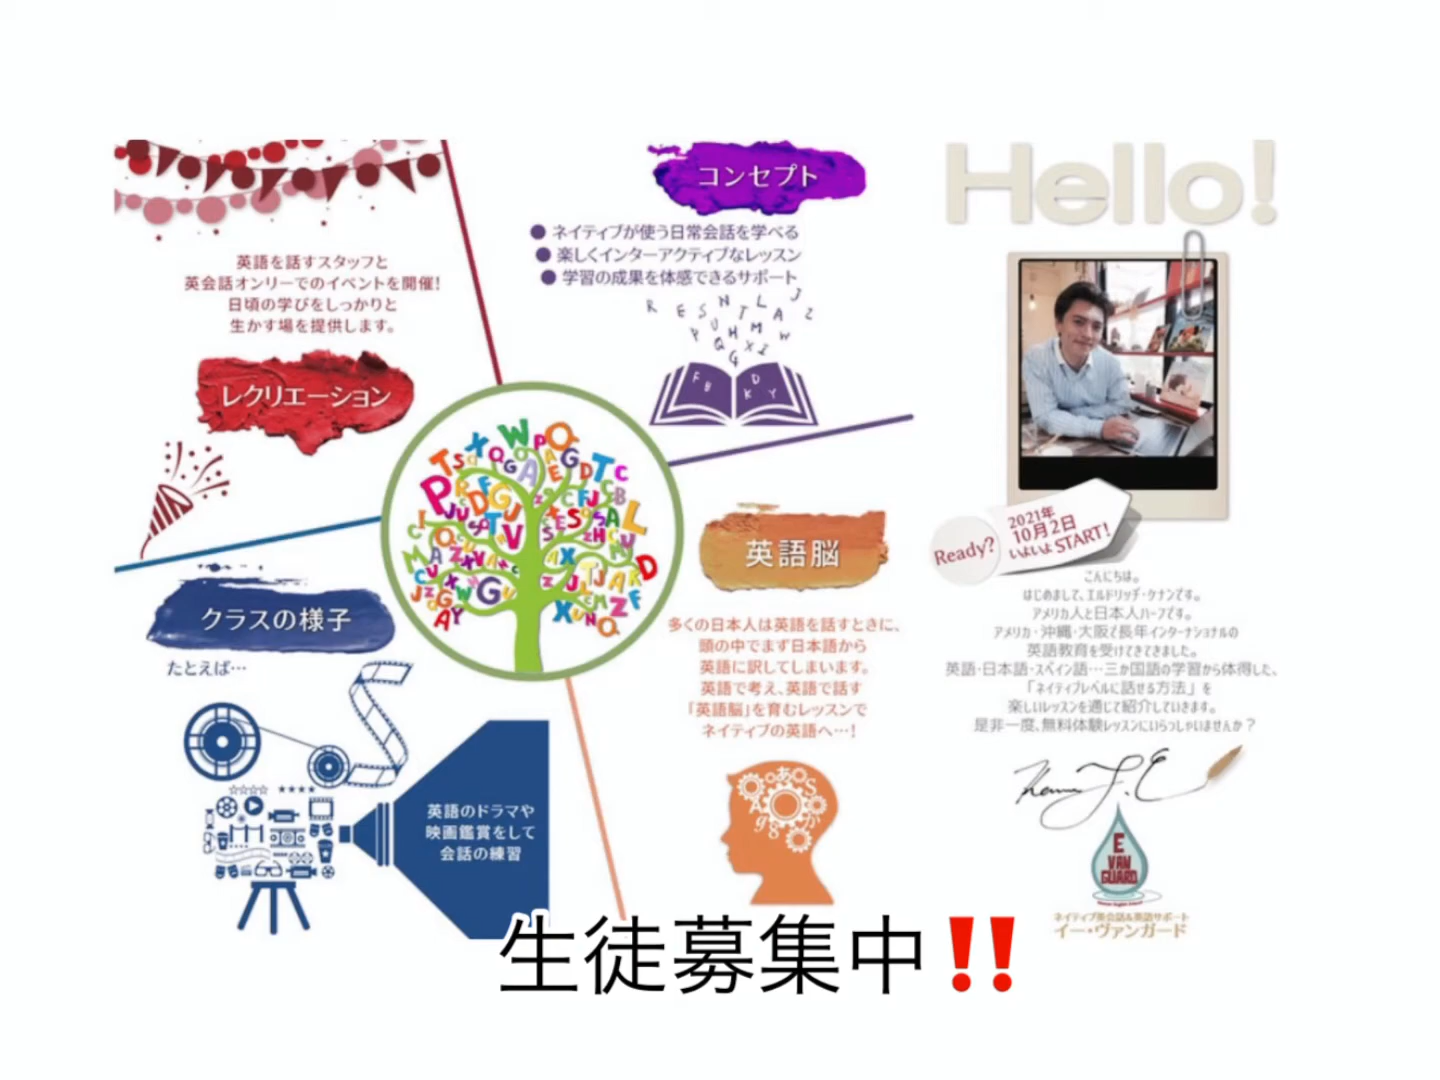 英語を話すスタッフと
英会話オンリーでのイベントを開催!
日頃の学びをしっかりと
生かす場を提供します。
レクリエーション
コンセプト
● ネイティブが使う日常会話を学べる
● 楽しくインターアクティブなレッスン
● 学習の成果を体感できるサポート
クラスの様子
たとえば…
英語のドラマや
映画鑑賞をして
会話の練習
英語脳
多くの日本人は英語を話すときに、
頭の中でまず日本語から
英語に訳してしまいます。
英語で考え、英語で話す
「英語脳」を育むレッスンで
ネイティブの英語へ…!
Hello!
Ready?
2021年
10月2日
いよいよSTART!
こんにちは。
はじめまして、エルドリッヂ・ケナンです。
アメリカ人と日本人ハーフです。
アメリカ・沖縄・大阪で長年インターナショナルの
英語教育を受けてきてきました。
英語・日本語・スペイン語…三か国語の学習から体得した、
「ネイティブレベルに話せる方法」を
楽しいレッスンを通じて紹介していきます。
是非一度、無料体験レッスンにいらっしゃいませんか?
E
VAN
GUARD
ネイティブ英会話&英語サポート
イー・ヴァンガード
生徒募集中‼